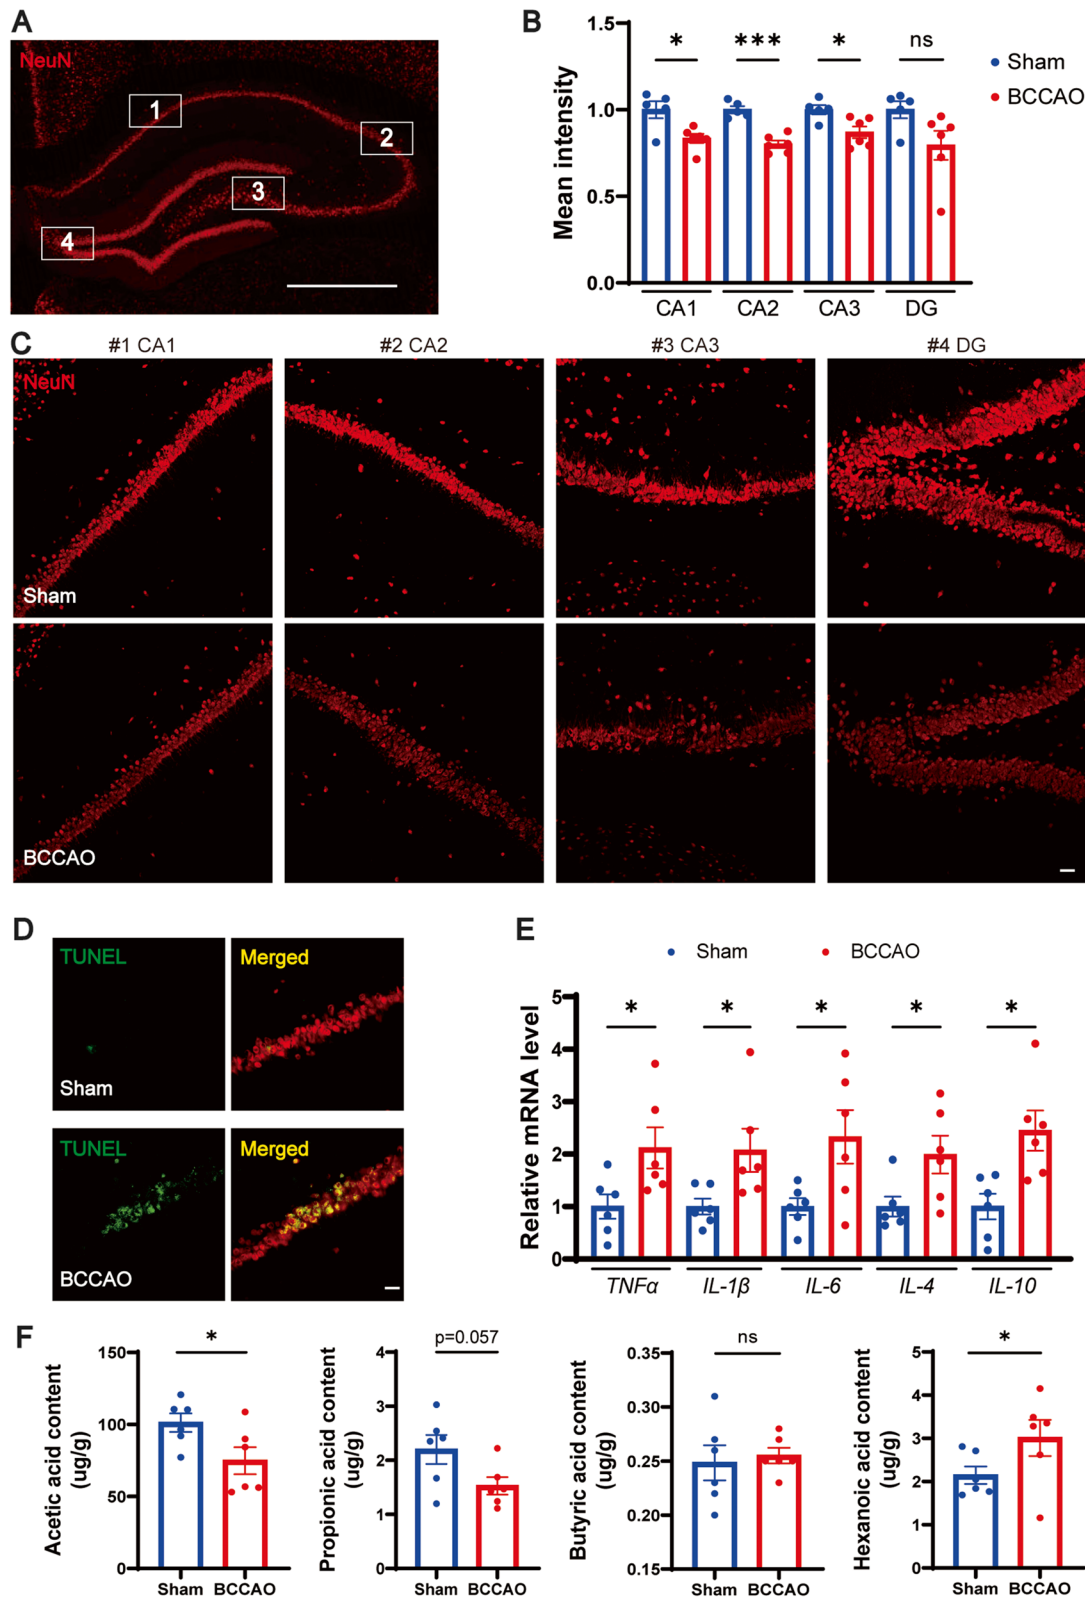 A
NeuN
1
2
3
4
B
Mean intensity
1.5
1.0
0.5
0.0
*
***
*
ns
Sham
BCCAO
CA1
CA2
CA3
DG
C
#1 CA1
#2 CA2
#3 CA3
#4 DG
NeuN
Sham
BCCAO
D
TUNEL
Merged
Sham
TUNEL
Merged
BCCAO
E
Sham
BCCAO
Relative mRNA level
5
4
3
2
1
0
*
*
*
*
*
TNFα
IL-1β
IL-6
IL-4
IL-10
F
Acetic acid content
(ug/g)
150
100
50
0
*
Sham
BCCAO
Propionic acid content
(ug/g)
4
3
2
1
0
p=0.057
Sham
BCCAO
Butyric acid content
(ug/g)
0.35
0.30
0.25
0.20
0.15
ns
Sham
BCCAO
Hexanoic acid content
(ug/g)
5
4
3
2
1
0
*
Sham
BCCAO